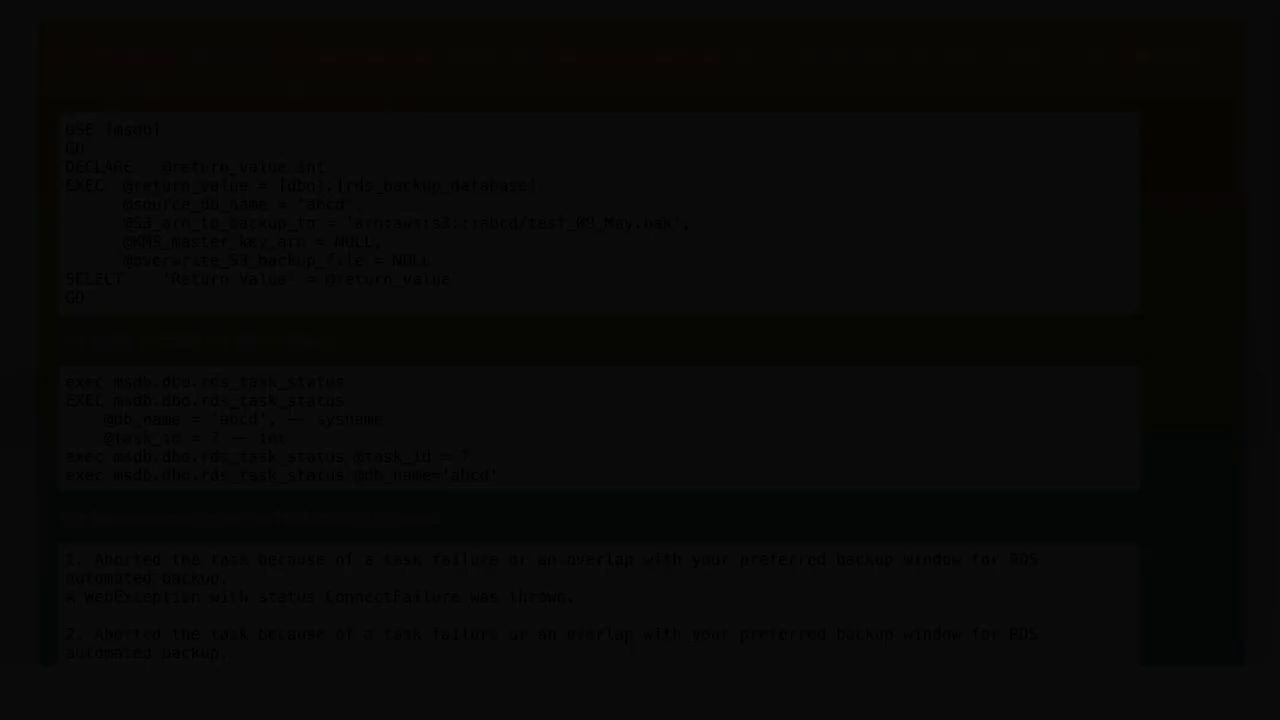 USE [msdb]
GO
DECLARE   @return_value int
EXEC  @return_value = [dbo].[rds_backup_database]
      @source_db_name = 'abcd',
      @S3_arn_to_backup_to = 'arn:aws:s3:::abcd/test_09_May.bak',
      @KMS_master_key_arn = NULL,
      @overwrite_S3_backup_file = NULL
SELECT    'Return Value' = @return_value
GO
exec msdb.dbo.rds_task_status
EXEC msdb.dbo.rds_task_status
    @db_name = 'abcd', -- sysname
    @task_id = ? -- int
exec msdb.dbo.rds_task_status @task_id = ?
exec msdb.dbo.rds_task_status @db_name='abcd'
1. Aborted the task because of a task failure or an overlap with your preferred backup window for RDS
automated backup.
A WebException with status ConnectFailure was thrown.
2. Aborted the task because of a task failure or an overlap with your preferred backup window for RDS
automated backup.